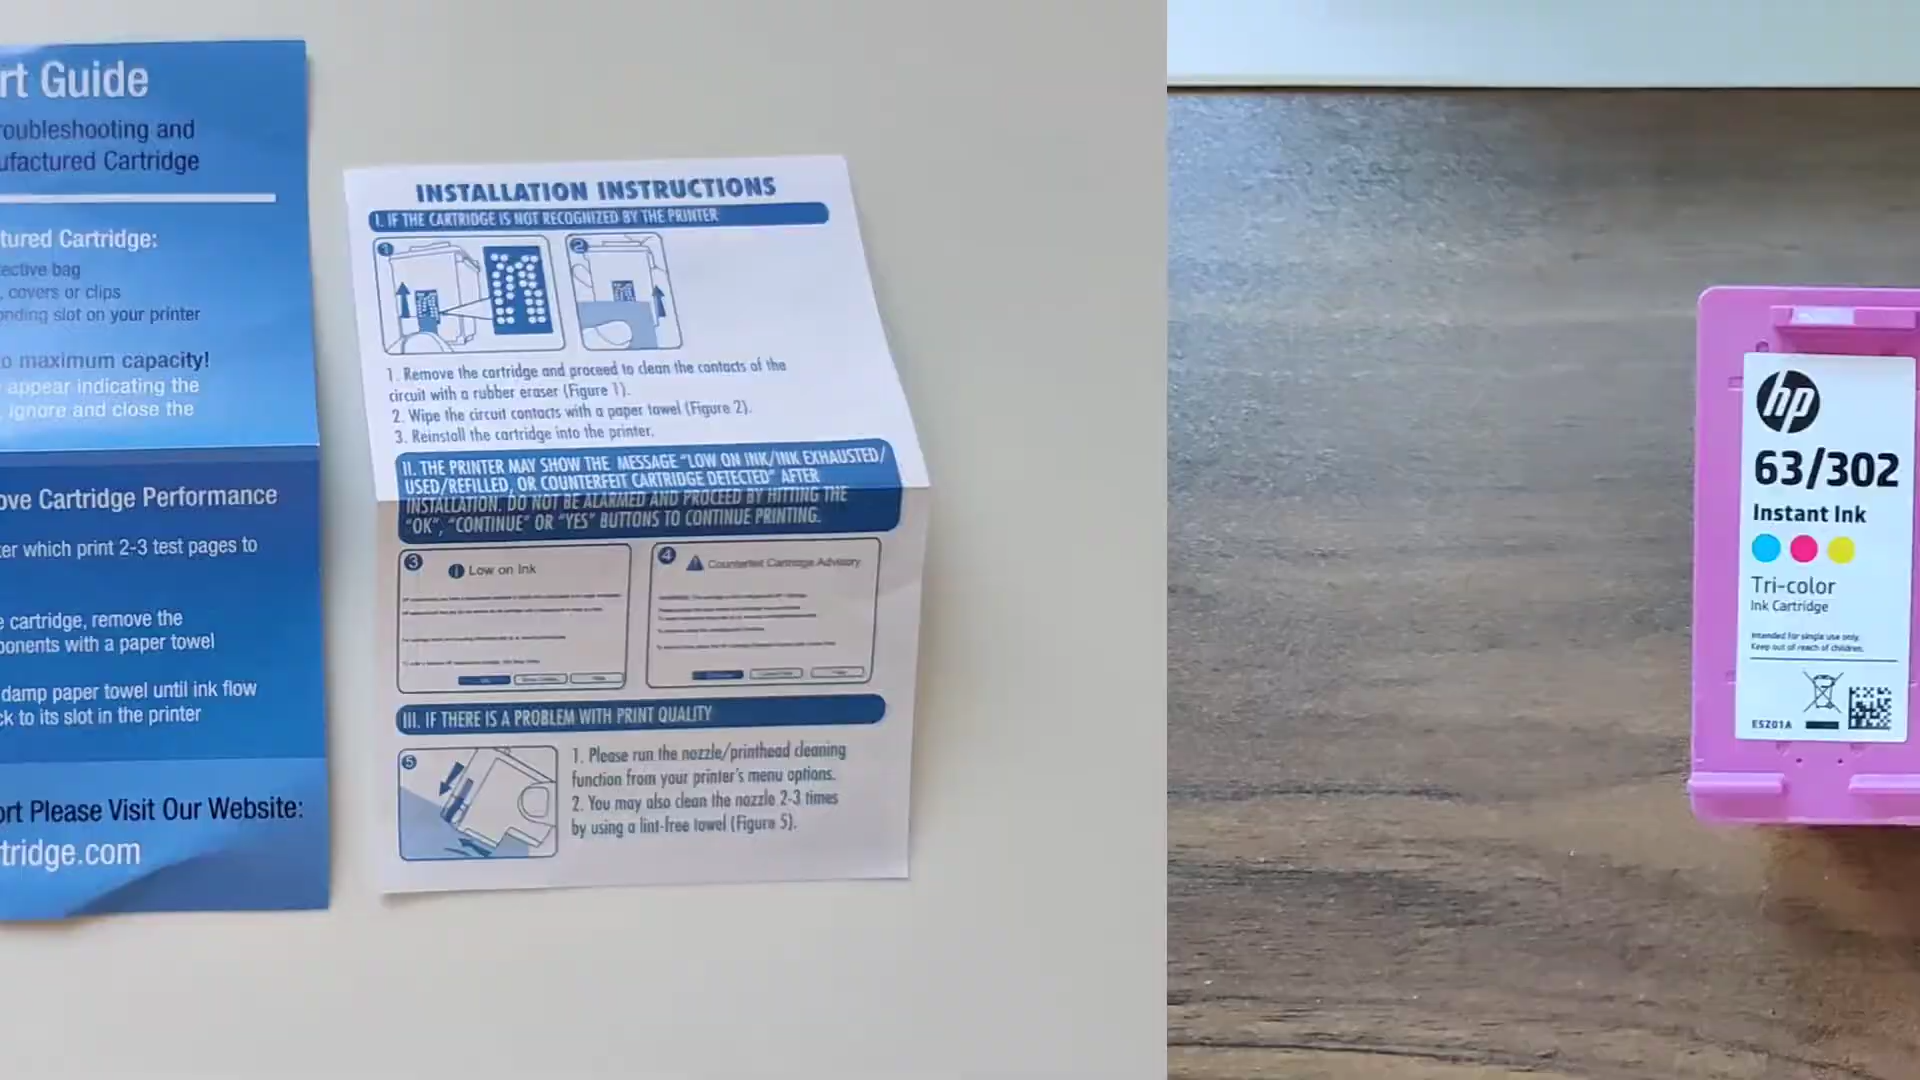 rt Guide
roubleshooting and
ufactured Cartridge
tured Cartridge:
ective bag
, covers or clips
onding slot on your printer
o maximum capacity!
appear indicating the
, ignore and close the
ove Cartridge Performance
ter which print 2-3 test pages to
e cartridge, remove the
ponents with a paper towel
damp paper towel until ink flow
ck to its slot in the printer
ort Please Visit Our Website:
tridge.com
INSTALLATION INSTRUCTIONS
I. IF THE CARTRIDGE IS NOT RECOGNIZED BY THE PRINTER
1
2
1. Remove the cartridge and proceed to clean the contacts of the
circuit with a rubber eraser (Figure 1).
2. Wipe the circuit contacts with a paper towel (Figure 2).
3. Reinstall the cartridge into the printer.
II. THE PRINTER MAY SHOW THE MESSAGE "LOW ON INK/INK EXHAUSTED/
USED/REFILLED, OR COUNTERFEIT CARTRIDGE DETECTED" AFTER
INSTALLATION. DO NOT BE ALARMED AND PROCEED BY HITTING THE
"OK", "CONTINUE" OR "YES" BUTTONS TO CONTINUE PRINTING.
3
Low on Ink
4
Counterfeit Cartridge Advisory
III. IF THERE IS A PROBLEM WITH PRINT QUALITY
5
1. Please run the nozzle/printhead cleaning
function from your printer's menu options.
2. You may also clean the nozzle 2-3 times
by using a lint-free towel (Figure 5).
hp
63/302
Instant Ink
Tri-color
Ink Cartridge
Intended for single use only.
Keep out of reach of children.
E5Z01A